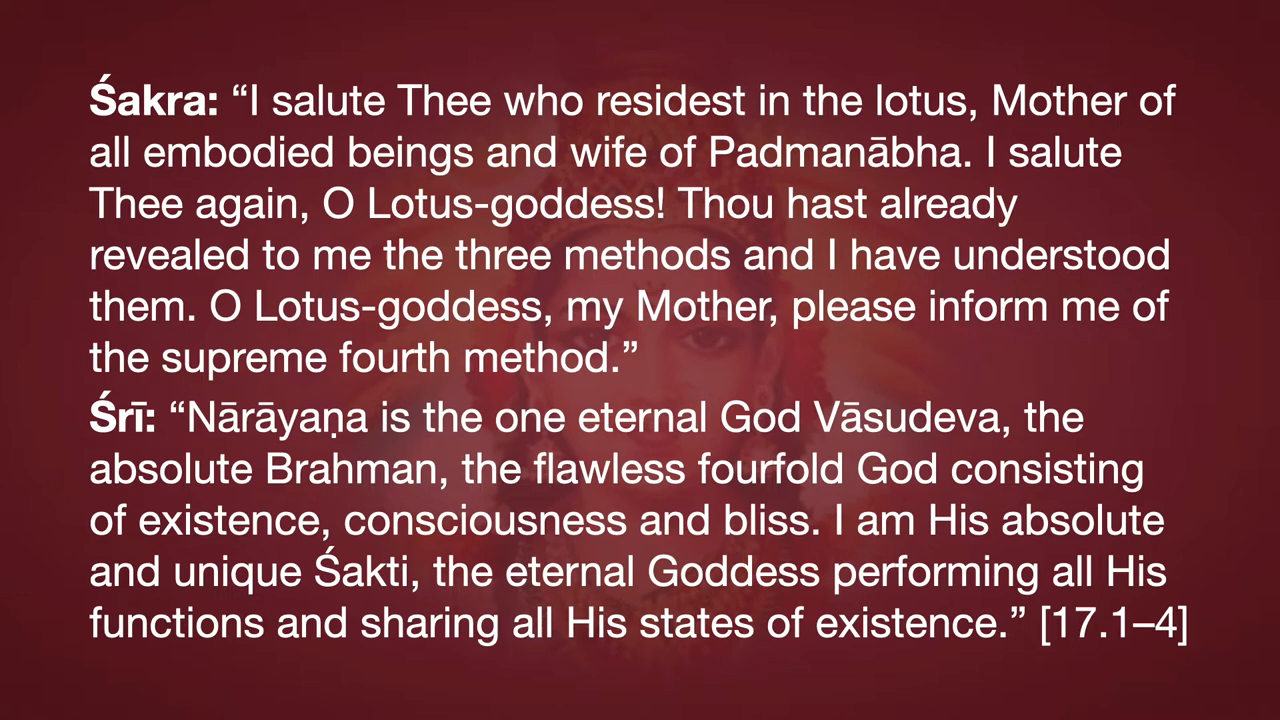 Śakra: “I salute Thee who residest in the lotus, Mother of
all embodied beings and wife of Padmanābha. I salute
Thee again, O Lotus-goddess! Thou hast already
revealed to me the three methods and I have understood
them. O Lotus-goddess, my Mother, please inform me of
the supreme fourth method.”
Śrī: “Nārāyaṇa is the one eternal God Vāsudeva, the
absolute Brahman, the flawless fourfold God consisting
of existence, consciousness and bliss. I am His absolute
and unique Śakti, the eternal Goddess performing all His
functions and sharing all His states of existence.” [17.1–4]